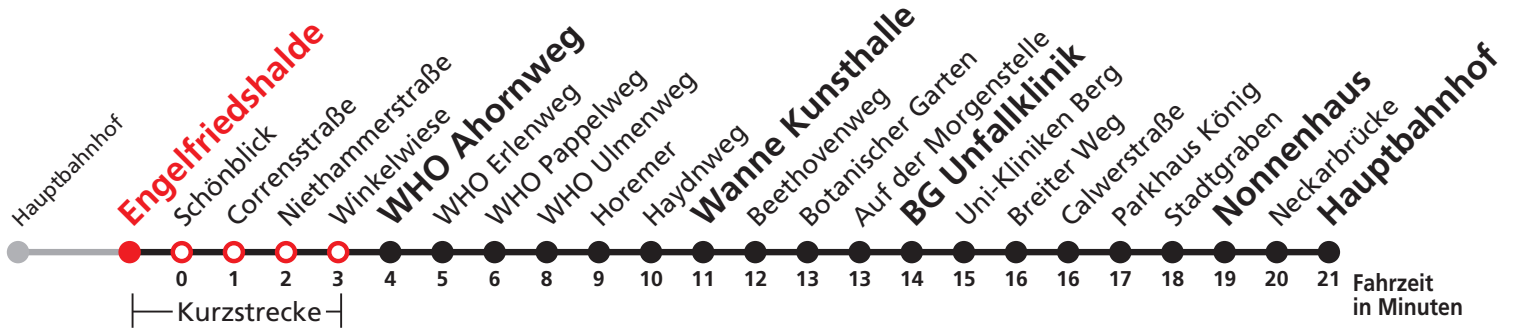 Hauptbahnhof
Engelfriedshalde
Schönblick
Corrensstraße
Niethammerstraße
Winkelwiese
WHO Ahornweg
WHO Erlenweg
WHO Pappelweg
WHO Ulmenweg
Horemer
Haydnweg
Wanne Kunsthalle
Beethovenweg
Botanischer Garten
Auf der Morgenstelle
BG Unfallklinik
Uni-Kliniken Berg
Breiter Weg
Calwerstraße
Parkhaus König
Stadtgraben
Nonnenhaus
Neckarbrücke
Hauptbahnhof
0 1 2 3 4 5 6 8 9 10 11 12 13 13 14 15 16 16 17 18 19 20 21
Fahrzeit
in Minuten
Kurzstrecke